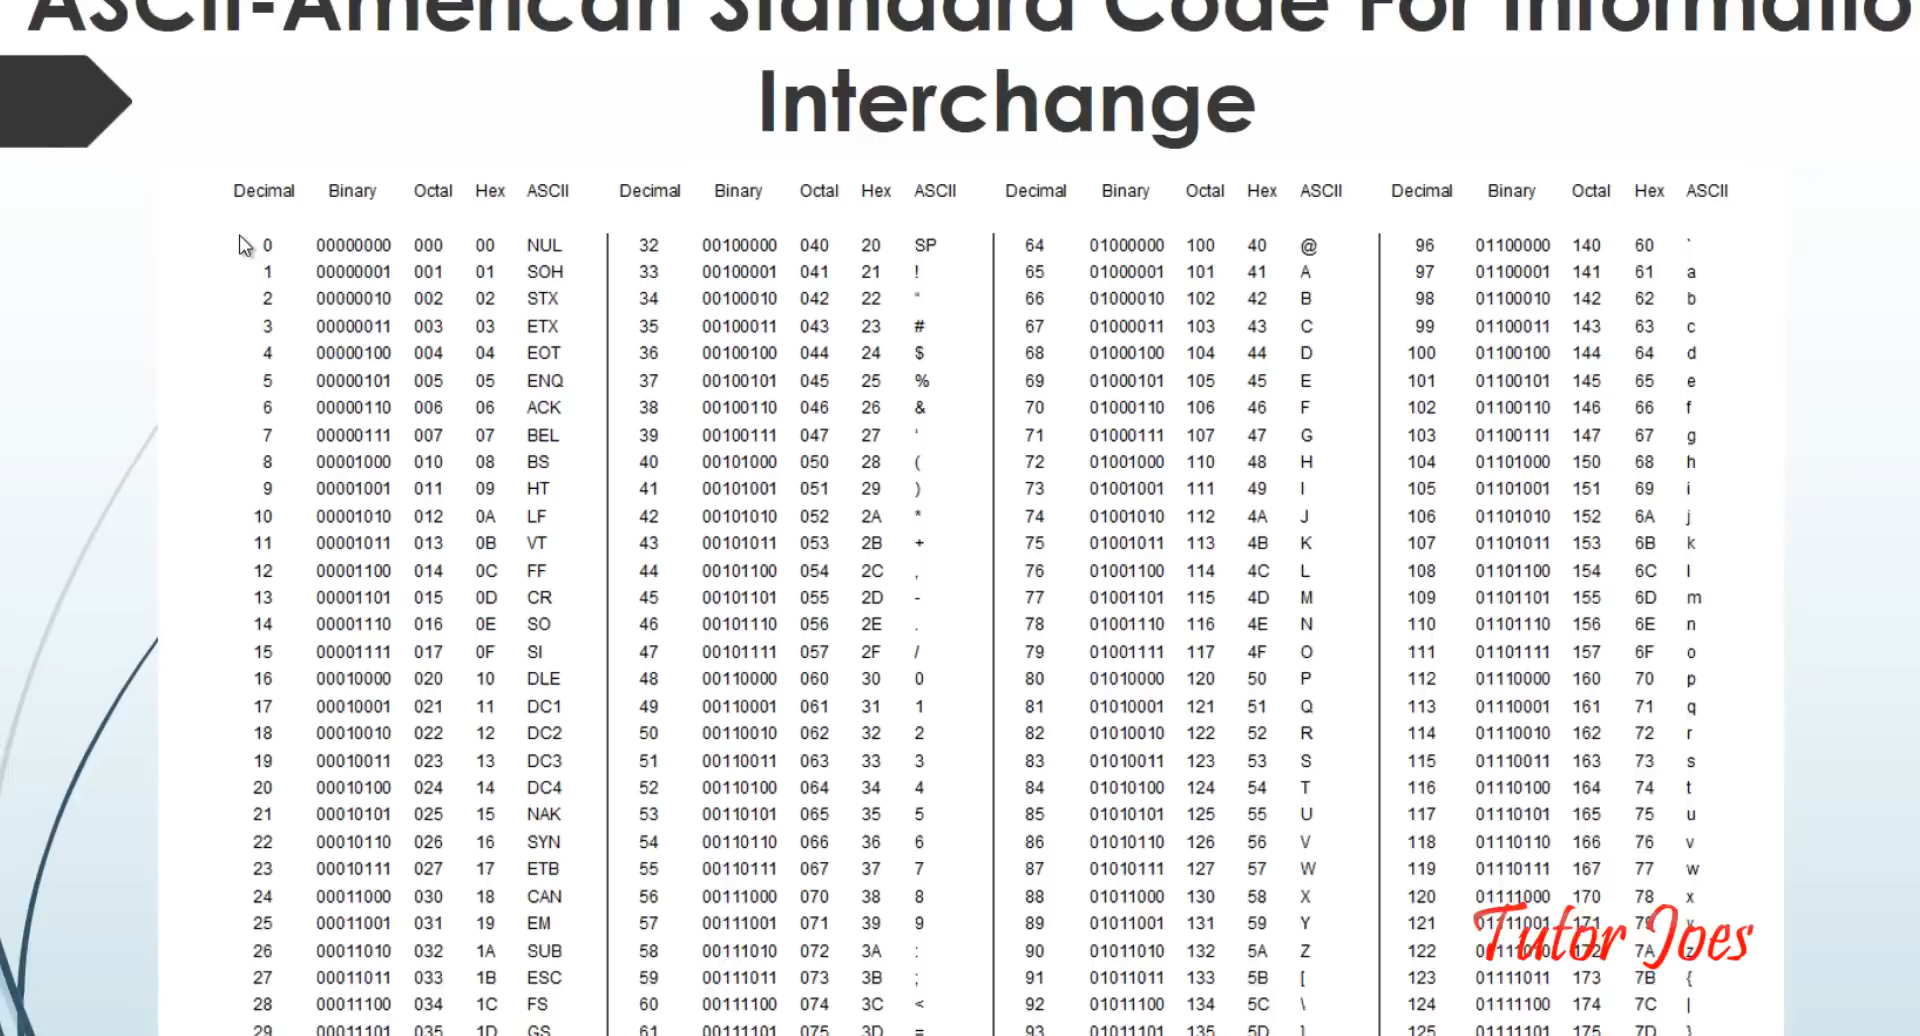 ASCII-American Standard Code For Informatio
Interchange
Decimal Binary Octal Hex ASCII Decimal Binary Octal Hex ASCII Decimal Binary Octal Hex ASCII Decimal Binary Octal Hex ASCII
0 00000000 000 00 NUL 32 00100000 040 20 SP 64 01000000 100 40 @ 96 01100000 140 60 `
1 00000001 001 01 SOH 33 00100001 041 21 ! 65 01000001 101 41 A 97 01100001 141 61 a
2 00000010 002 02 STX 34 00100010 042 22 “ 66 01000010 102 42 B 98 01100010 142 62 b
3 00000011 003 03 ETX 35 00100011 043 23 # 67 01000011 103 43 C 99 01100011 143 63 c
4 00000100 004 04 EOT 36 00100100 044 24 $ 68 01000100 104 44 D 100 01100100 144 64 d
5 00000101 005 05 ENQ 37 00100101 045 25 % 69 01000101 105 45 E 101 01100101 145 65 e
6 00000110 006 06 ACK 38 00100110 046 26 & 70 01000110 106 46 F 102 01100110 146 66 f
7 00000111 007 07 BEL 39 00100111 047 27 ‘ 71 01000111 107 47 G 103 01100111 147 67 g
8 00001000 010 08 BS 40 00101000 050 28 ( 72 01001000 110 48 H 104 01101000 150 68 h
9 00001001 011 09 HT 41 00101001 051 29 ) 73 01001001 111 49 I 105 01101001 151 69 i
10 00001010 012 0A LF 42 00101010 052 2A * 74 01001010 112 4A J 106 01101010 152 6A j
11 00001011 013 0B VT 43 00101011 053 2B + 75 01001011 113 4B K 107 01101011 153 6B k
12 00001100 014 0C FF 44 00101100 054 2C , 76 01001100 114 4C L 108 01101100 154 6C l
13 00001101 015 0D CR 45 00101101 055 2D - 77 01001101 115 4D M 109 01101101 155 6D m
14 00001110 016 0E SO 46 00101110 056 2E . 78 01001110 116 4E N 110 01101110 156 6E n
15 00001111 017 0F SI 47 00101111 057 2F / 79 01001111 117 4F O 111 01101111 157 6F o
16 00010000 020 10 DLE 48 00110000 060 30 0 80 01010000 120 50 P 112 01110000 160 70 p
17 00010001 021 11 DC1 49 00110001 061 31 1 81 01010001 121 51 Q 113 01110001 161 71 q
18 00010010 022 12 DC2 50 00110010 062 32 2 82 01010010 122 52 R 114 01110010 162 72 r
19 00010011 023 13 DC3 51 00110011 063 33 3 83 01010011 123 53 S 115 01110011 163 73 s
20 00010100 024 14 DC4 52 00110100 064 34 4 84 01010100 124 54 T 116 01110100 164 74 t
21 00010101 025 15 NAK 53 00110101 065 35 5 85 01010101 125 55 U 117 01110101 165 75 u
22 00010110 026 16 SYN 54 00110110 066 36 6 86 01010110 126 56 V 118 01110110 166 76 v
23 00010111 027 17 ETB 55 00110111 067 37 7 87 01010111 127 57 W 119 01110111 167 77 w
24 00011000 030 18 CAN 56 00111000 070 38 8 88 01011000 130 58 X 120 01111000 170 78 x
25 00011001 031 19 EM 57 00111001 071 39 9 89 01011001 131 59 Y 121 01111001 171
26 00011010 032 1A SUB 58 00111010 072 3A : 90 01011010 132 5A Z 122 7A z
Tutor Joes
27 00011011 033 1B ESC 59 00111011 073 3B ; 91 01011011 133 5B [ 123 01111011 173 7B {
28 00011100 034 1C FS 60 00111100 074 3C < 92 01011100 134 5C \ 124 01111100 174 7C |
29 00011101 035 1D GS 61 00111101 075 3D = 93 01011101 135 5D ] 125 01111101 175 7D }